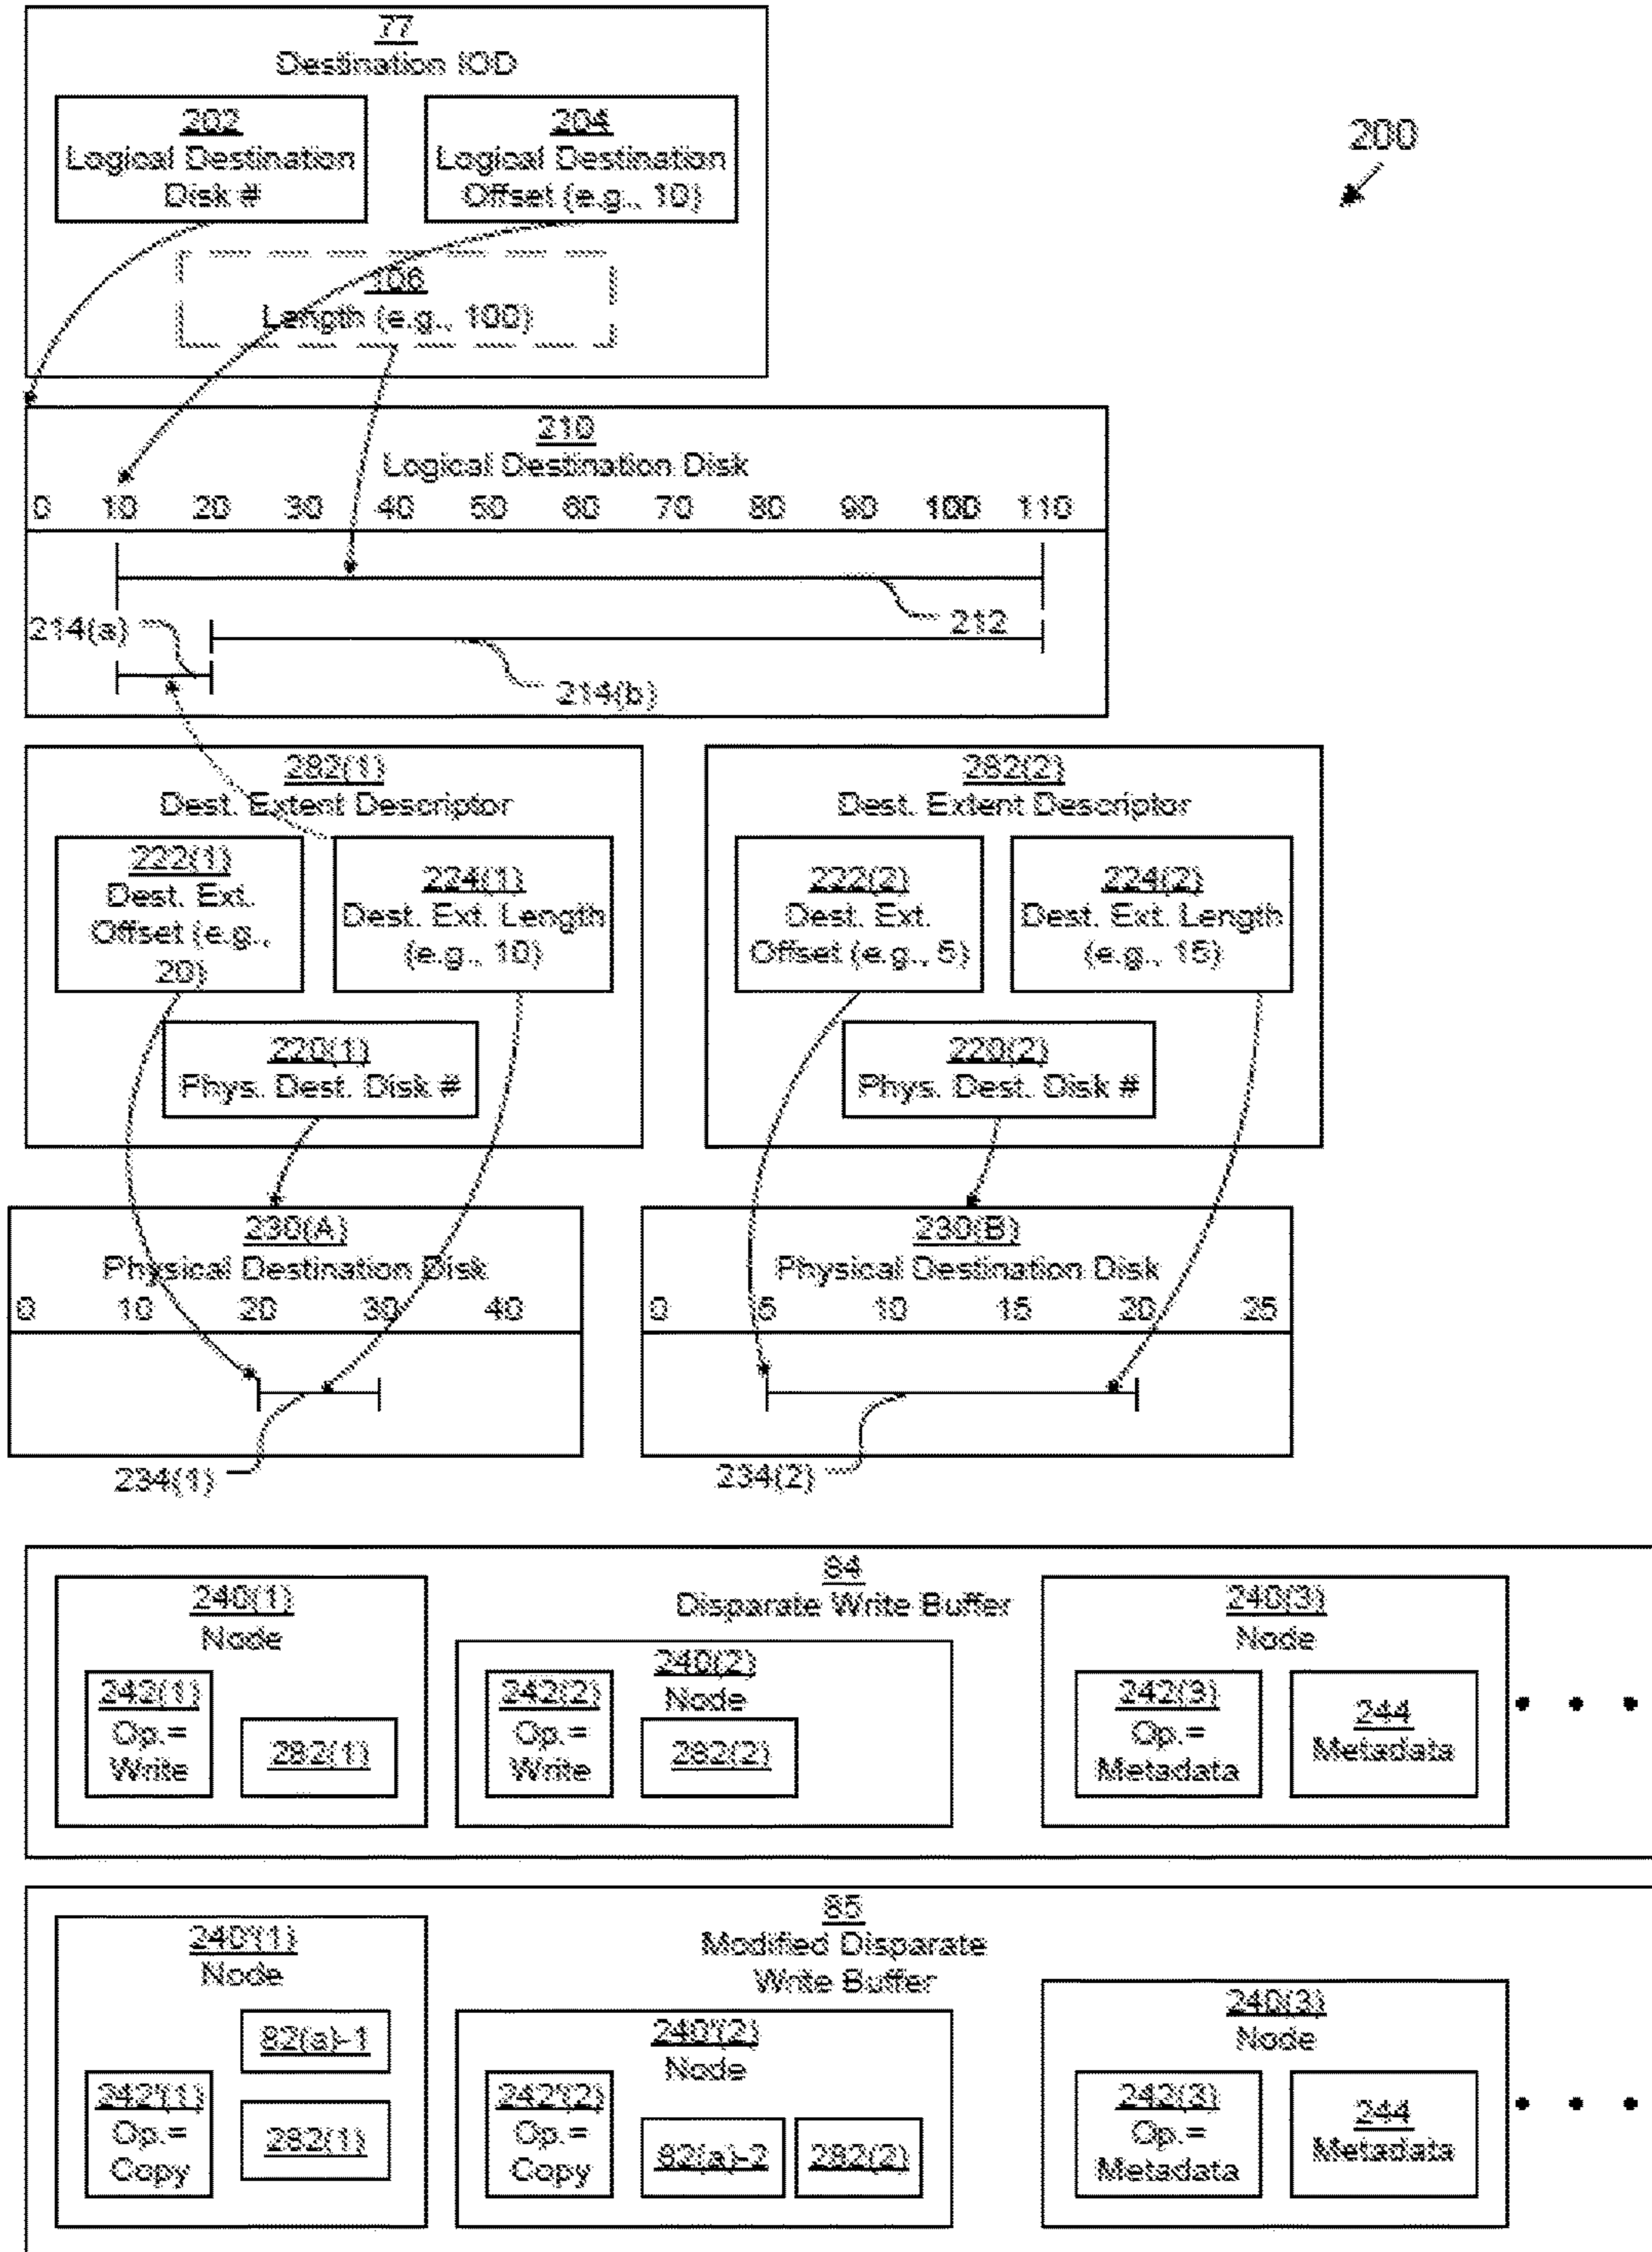 77
Destination IOD
202
Logical Destination
Disk #
204
Logical Destination
Offset (e.g., 10)
200
106
Length (e.g., 100)
210
Logical Destination Disk
0 10 20 30 40 50 60 70 80 90 100 110
212
214(a)
214(b)
282(1)
Dest. Extent Descriptor
222(1)
Dest. Ext.
Offset (e.g.,
20)
224(1)
Dest. Ext. Length
(e.g., 10)
220(1)
Phys. Dest. Disk #
282(2)
Dest. Extent Descriptor
222(2)
Dest. Ext.
Offset (e.g., 5)
224(2)
Dest. Ext. Length
(e.g., 15)
220(2)
Phys. Dest. Disk #
230(A)
Physical Destination Disk
0 10 20 30 40
234(1)
230(B)
Physical Destination Disk
0 5 10 15 20 25
234(2)
84
Disparate Write Buffer
240(1)
Node
242(1)
Op.=
Write
282(1)
240(2)
Node
242(2)
Op.=
Write
282(2)
240(3)
Node
242(3)
Op.=
Metadata
244
Metadata
• • •
85
Modified Disparate
Write Buffer
240'(1)
Node
82(a)-1
242'(1)
Op.=
Copy
282(1)
240'(2)
Node
242'(2)
Op.=
Copy
82(a)-2
282(2)
240(3)
Node
242(3)
Op.=
Metadata
244
Metadata
• • •